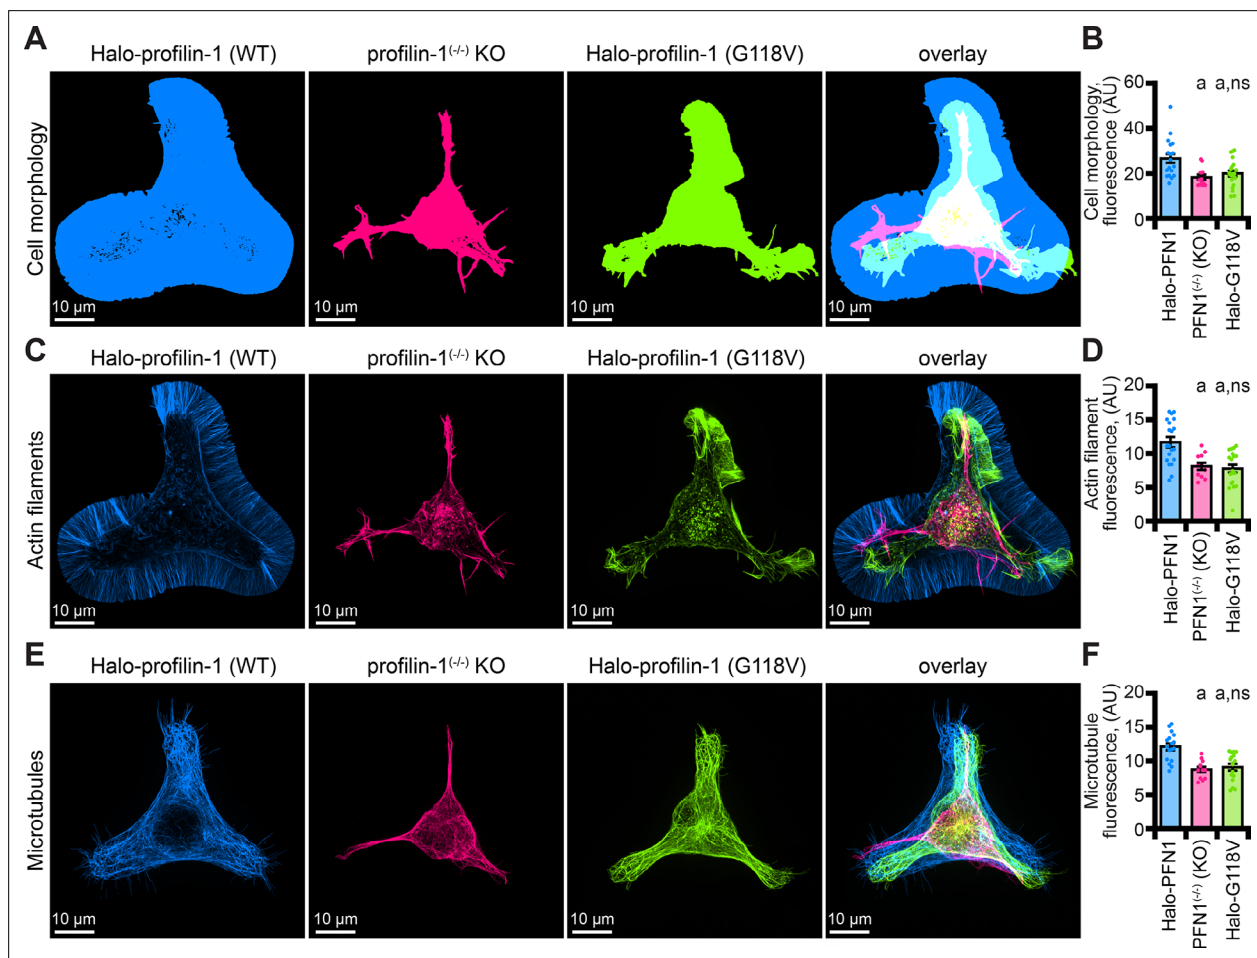 A
Halo-profilin-1 (WT)
profilin-1(-/-) KO
Halo-profilin-1 (G118V)
overlay
Cell morphology
10 µm
10 µm
10 µm
10 µm
B
Cell morphology,
fluorescence (AU)
60
40
20
0
a
a,ns
Halo-PFN1
PFN1(-/-) (KO)
Halo-G118V
C
Halo-profilin-1 (WT)
profilin-1(-/-) KO
Halo-profilin-1 (G118V)
overlay
Actin filaments
10 µm
10 µm
10 µm
10 µm
D
Actin filament
fluorescence, (AU)
20
15
10
5
0
a
a,ns
Halo-PFN1
PFN1(-/-) (KO)
Halo-G118V
E
Halo-profilin-1 (WT)
profilin-1(-/-) KO
Halo-profilin-1 (G118V)
overlay
Microtubules
10 µm
10 µm
10 µm
10 µm
F
Microtubule
fluorescence, (AU)
20
15
10
5
0
a
a,ns
Halo-PFN1
PFN1(-/-) (KO)
Halo-G118V